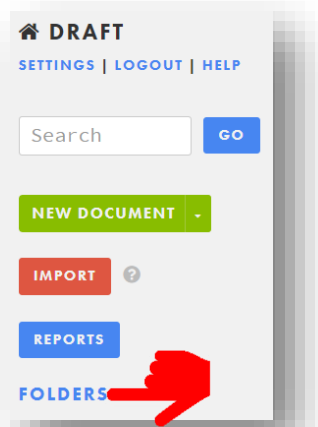 DRAFT
SETTINGS | LOGOUT | HELP
Search GO
NEW DOCUMENT
IMPORT ?
REPORTS
FOLDERS